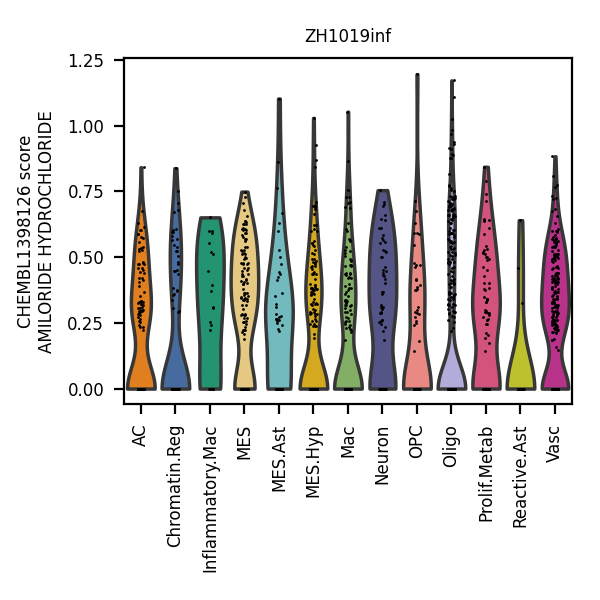 ZH1019inf
CHEMBL1398126 score
AMILORIDE HYDROCHLORIDE
1.25
1.00
0.75
0.50
0.25
0.00
AC
Chromatin.Reg
Inflammatory.Mac
MES
MES.Ast
MES.Hyp
Mac
Neuron
OPC
Oligo
Prolif.Metab
Reactive.Ast
Vasc